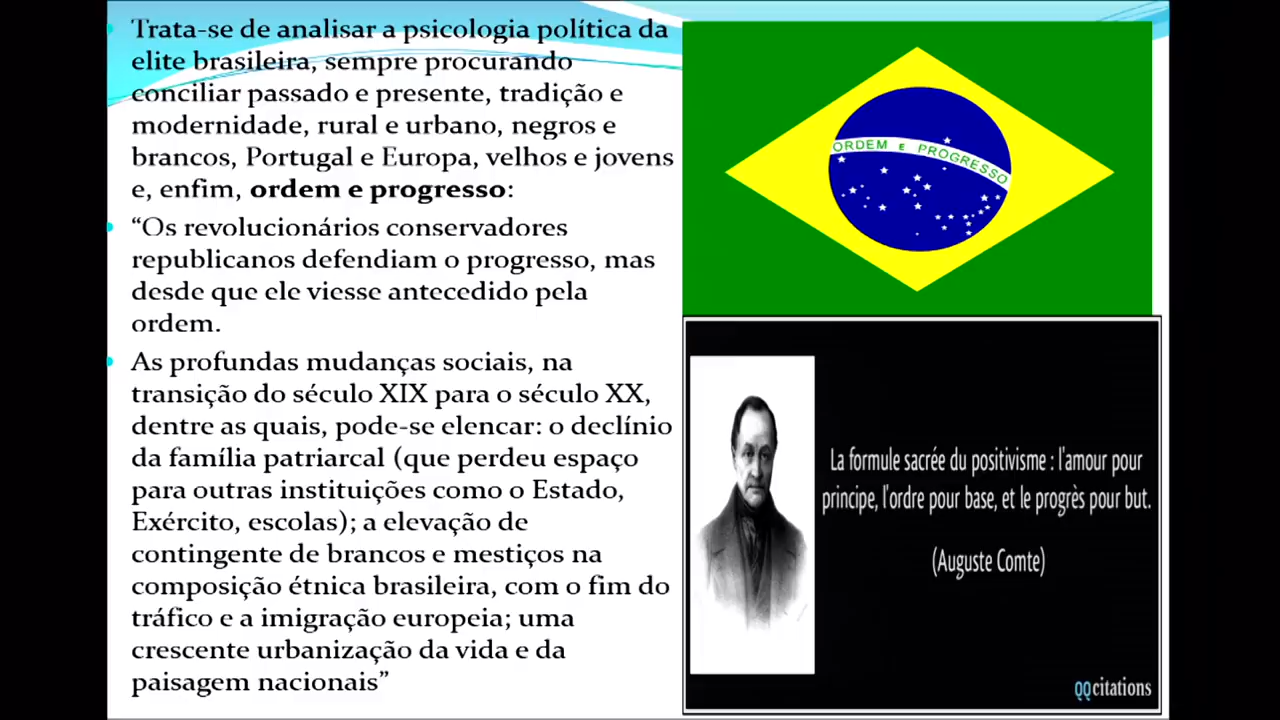 Trata-se de analisar a psicologia política da
elite brasileira, sempre procurando
conciliar passado e presente, tradição e
modernidade, rural e urbano, negros e
brancos, Portugal e Europa, velhos e jovens
e, enfim, ordem e progresso:
“Os revolucionários conservadores
republicanos defendiam o progresso, mas
desde que ele viesse antecedido pela
ordem.
As profundas mudanças sociais, na
transição do século XIX para o século XX,
dentre as quais, pode-se elencar: o declínio
da família patriarcal (que perdeu espaço
para outras instituições como o Estado,
Exército, escolas); a elevação de
contingente de brancos e mestiços na
composição étnica brasileira, com o fim do
tráfico e a imigração europeia; uma
crescente urbanização da vida e da
paisagem nacionais”
ORDEM E PROGRESSO
La formule sacrée du positivisme : l'amour pour
principe, l'ordre pour base, et le progrès pour but.
(Auguste Comte)
QQcitations